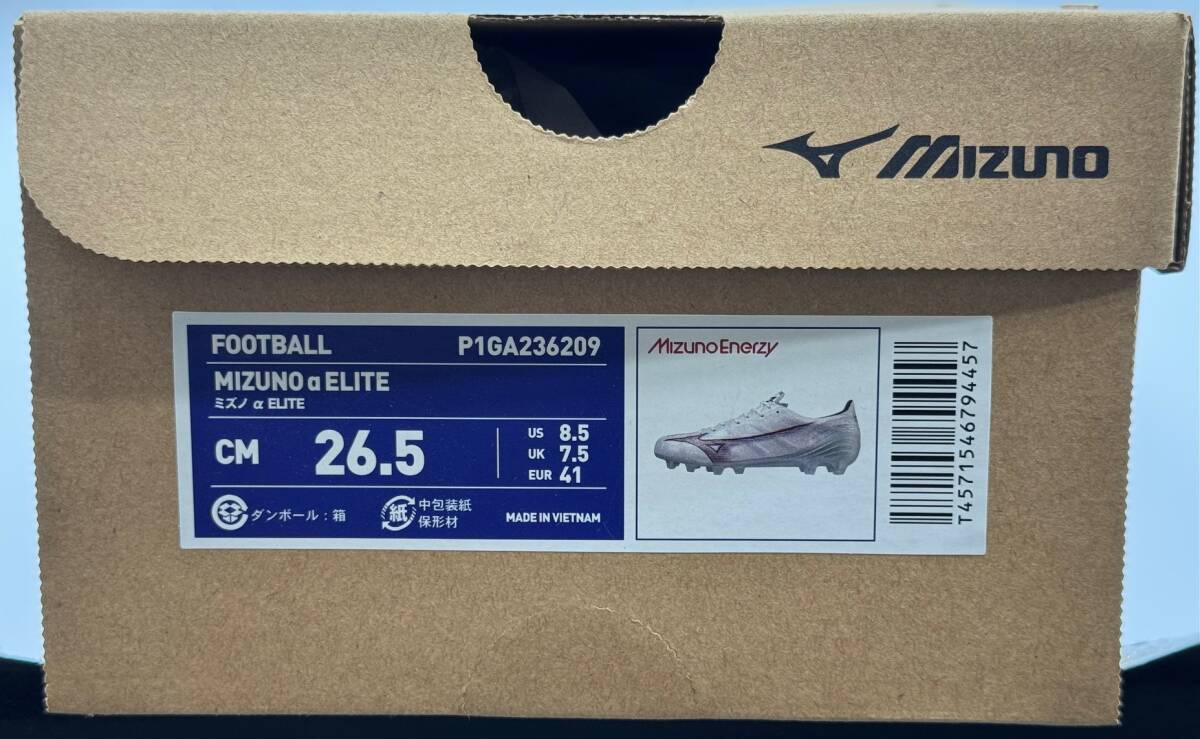 MIZUNO
FOOTBALL P1GA236209
MIZUNO α ELITE
ミズノ α ELITE
CM 26.5
US 8.5
UK 7.5
EUR 41
ダンボール：箱
紙 中包装紙
保形材
MADE IN VIETNAM
MIZUNO ENERZY
T4571546794457